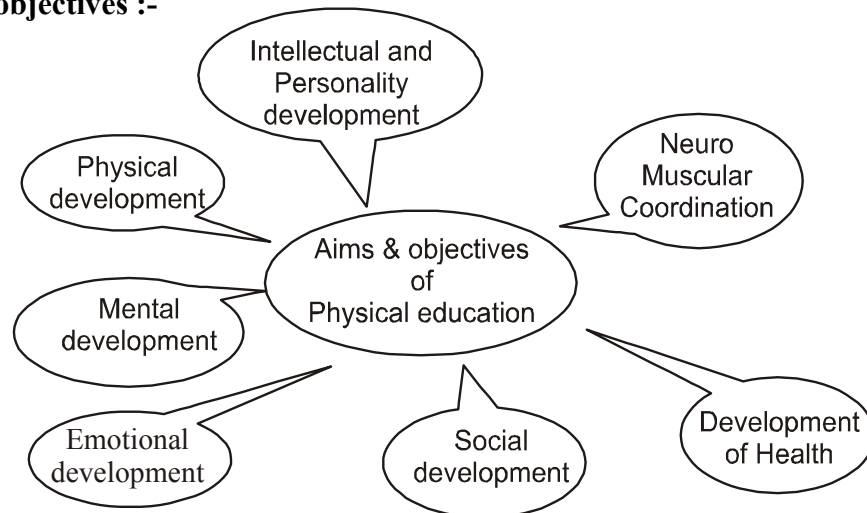 objectives :-
Intellectual and
Personality
development
Neuro
Muscular
Coordination
Physical
development
Aims & objectives
of
Physical education
Mental
development
Emotional
development
Social
development
Development
of Health